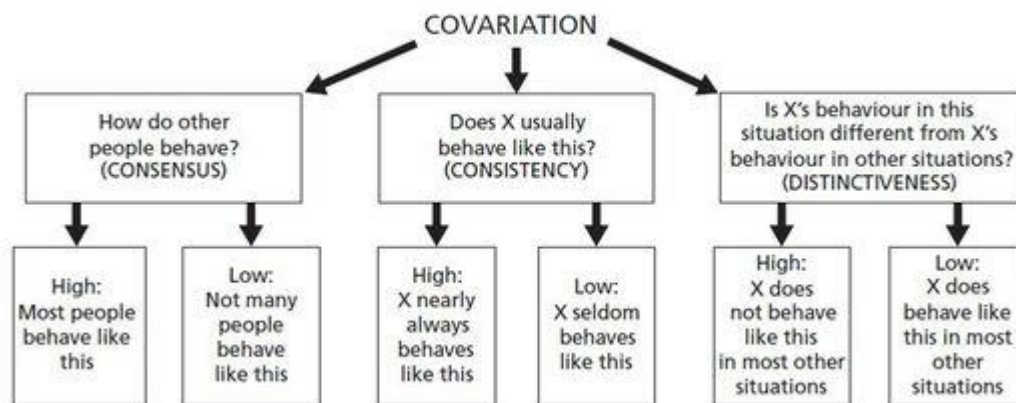 COVARIATION
How do other
people behave?
(CONSENSUS)
Does X usually
behave like this?
(CONSISTENCY)
Is X's behaviour in this
situation different from X's
behaviour in other situations?
(DISTINCTIVENESS)
High:
Most people
behave like
this
Low:
Not many
people
behave
like this
High:
X nearly
always
behaves
like this
Low:
X seldom
behaves
like this
High:
X does
not behave
like this
in most other
situations
Low:
X does
behave like
this in most
other
situations